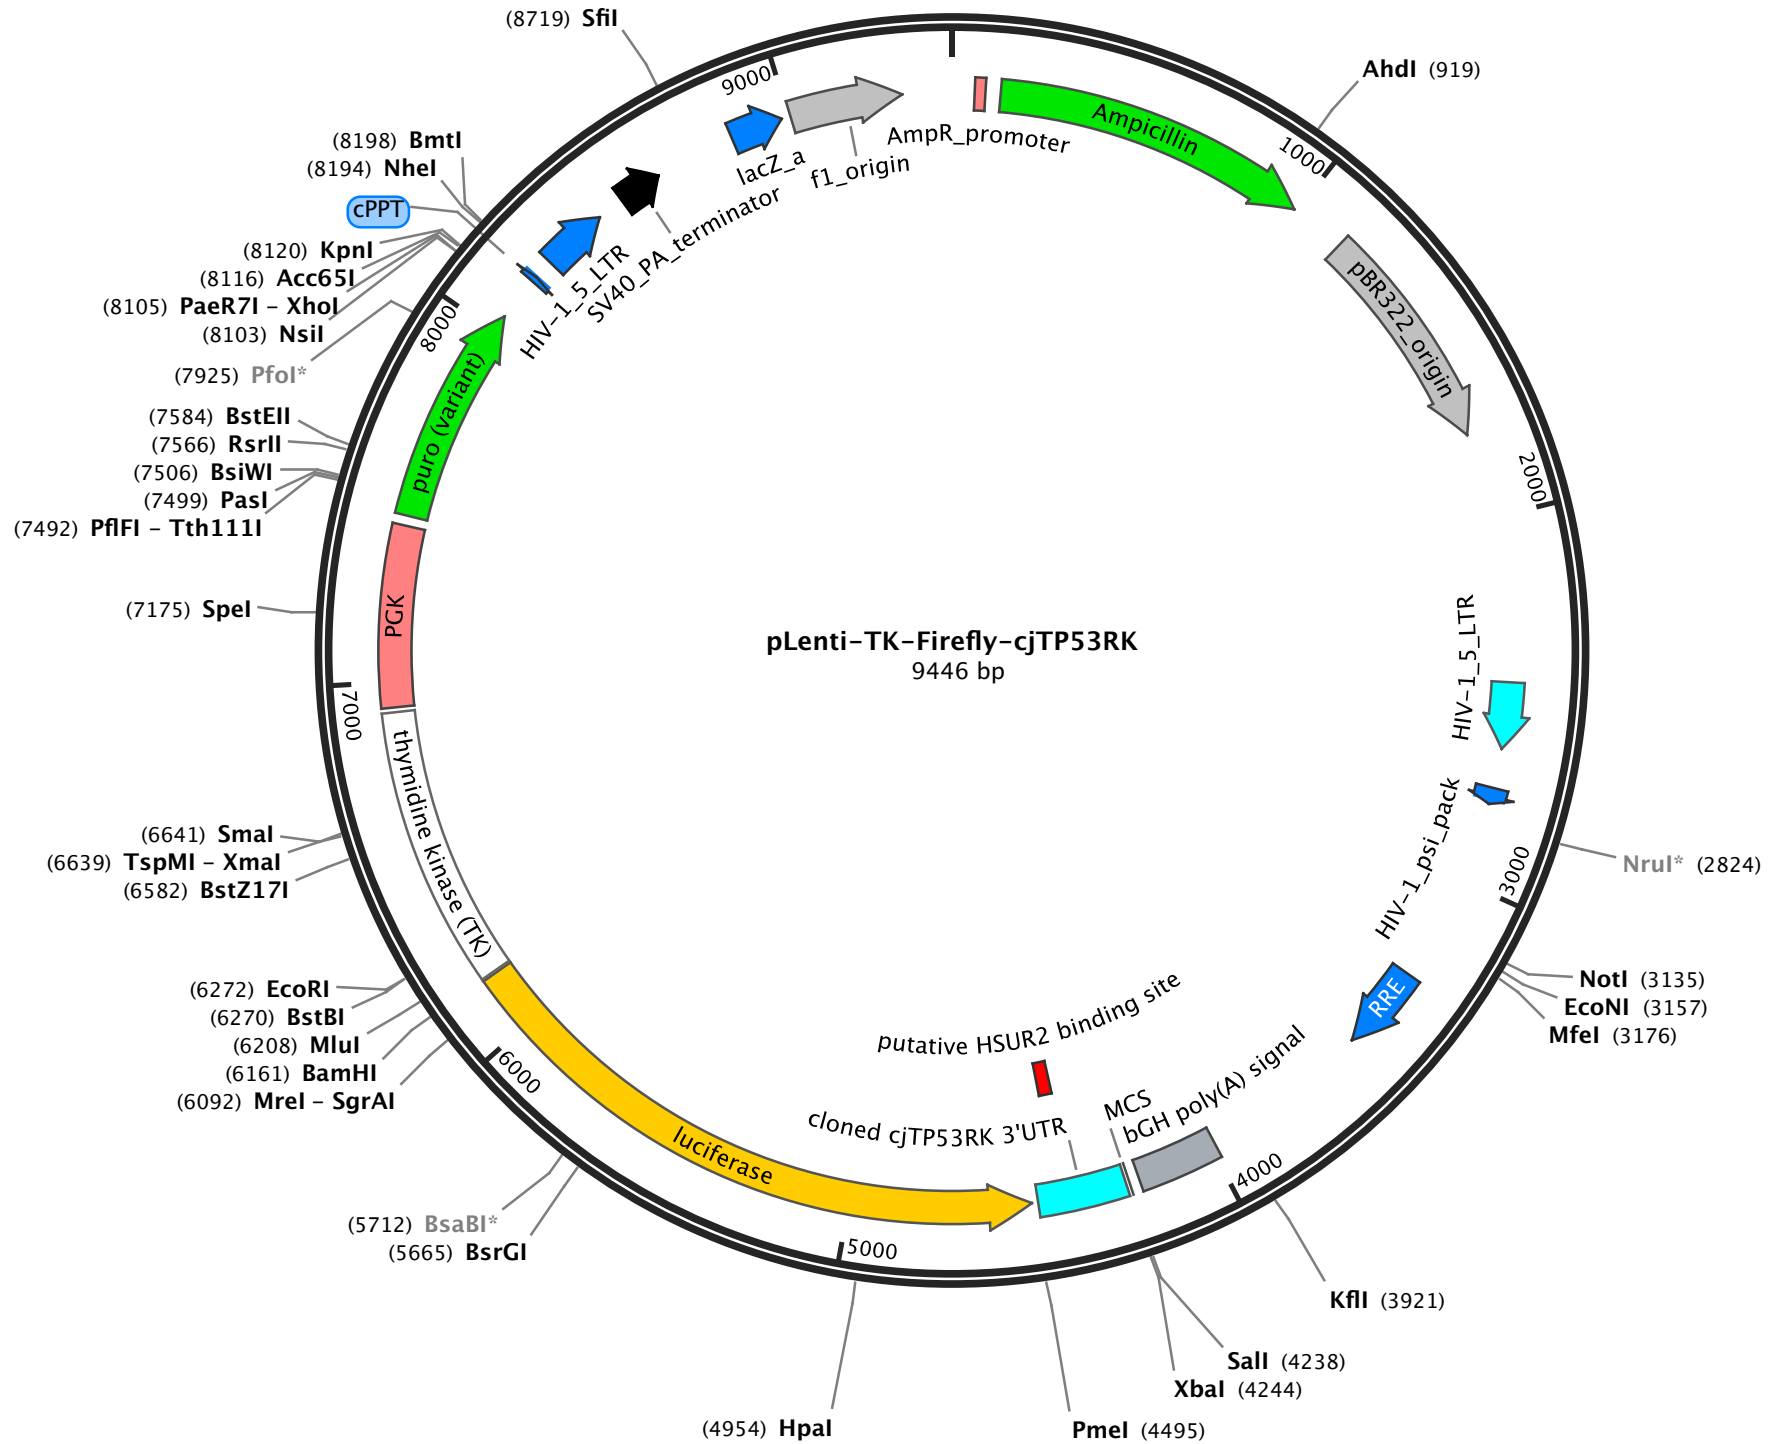 pLenti-TK-Firefly-cjTP53RK
9446 bp
(8719) SfiI
AhdI (919)
(8198) BmtI
(8194) NheI
cPPT
(8120) KpnI
(8116) Acc65I
(8105) PaeR7I - XhoI
(8103) NsiI
(7925) PfoI*
(7584) BstEII
(7566) RsrII
(7506) BsiWI
(7499) PasI
(7492) PflFI - Tth111I
(7175) SpeI
(6641) SmaI
(6639) TspMI - XmaI
(6582) BstZ17I
(6272) EcoRI
(6270) BstBI
(6208) MluI
(6161) BamHI
(6092) MreI - SgrAI
(5712) BsaBI*
(5665) BsrGI
(4954) HpaI
PmeI (4495)
XbaI (4244)
SalI (4238)
KflI (3921)
MfeI (3176)
EcoNI (3157)
NotI (3135)
NruI* (2824)
1000
2000
3000
4000
5000
6000
7000
8000
9000
AmpR_promoter
Ampicillin
pBR322_origin
HIV-1_5_LTR
HIV-1_psi_pack
RRE
bGH poly(A) signal
MCS
cloned cjTP53RK 3'UTR
putative HSUR2 binding site
luciferase
thymidine kinase (TK)
PGK
puro (variant)
HIV-1_5_LTR
SV40_PA_terminator
lacZ_a
f1_origin